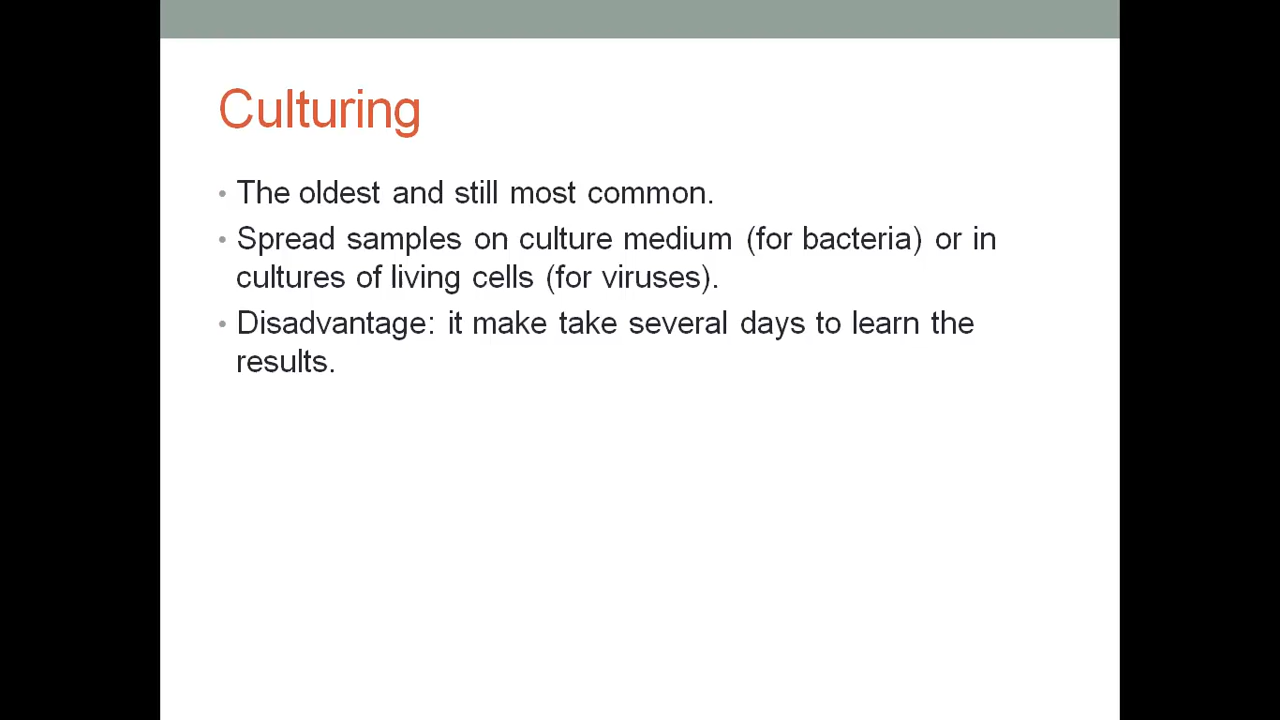 Culturing
• The oldest and still most common.
• Spread samples on culture medium (for bacteria) or in
cultures of living cells (for viruses).
• Disadvantage: it make take several days to learn the
results.